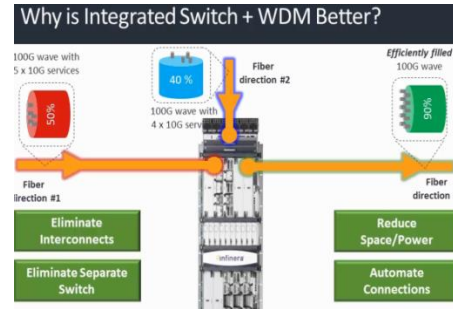 Why is Integrated Switch + WDM Better?
100G wave with
5 x 10G services
50%
40 %
100G wave with
4 x 10G serv
Fiber
direction #2
Efficiently filled
100G wave
90%
Fiber
irection #1
Fiber
direction
Eliminate
Interconnects
Eliminate Separate
Switch
infinera
Reduce
Space/Power
Automate
Connections